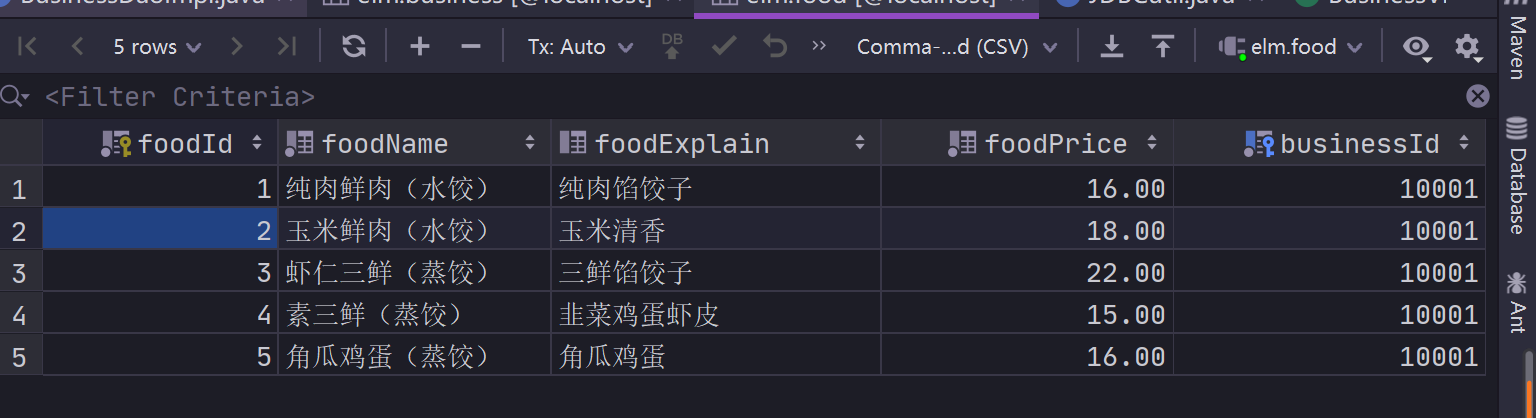 elm.business [@localhost]
elm.food [@localhost]
5 rows Tx: Auto DB Comma-...d (CSV) elm.food
<Filter Criteria>
foodId foodName foodExplain foodPrice businessId
1 1 纯肉鲜肉（水饺） 纯肉馅饺子 16.00 10001
2 2 玉米鲜肉（水饺） 玉米清香 18.00 10001
3 3 虾仁三鲜（蒸饺） 三鲜馅饺子 22.00 10001
4 4 素三鲜（蒸饺） 韭菜鸡蛋虾皮 15.00 10001
5 5 角瓜鸡蛋（蒸饺） 角瓜鸡蛋 16.00 10001
Maven
Database
Ant